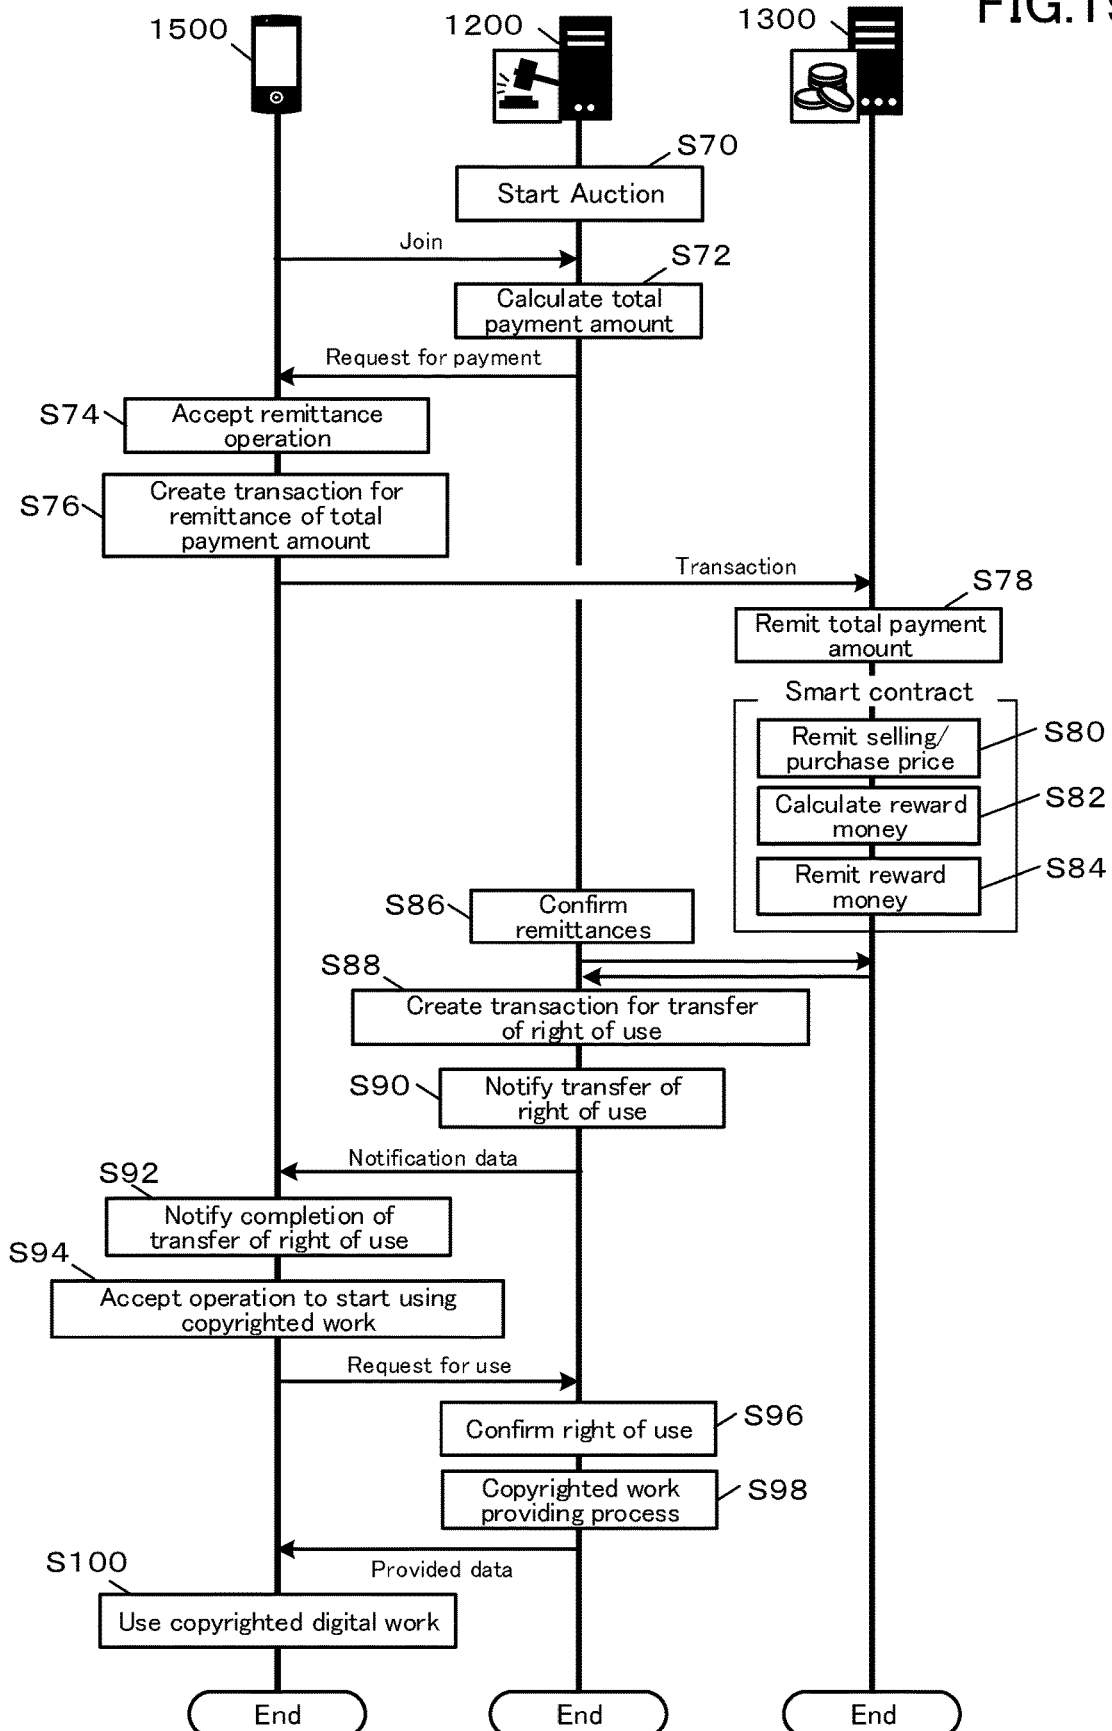 FIG.19
1500
1200
1300
S70
Start Auction
Join
S72
Calculate total
payment amount
Request for payment
S74
Accept remittance
operation
S76
Create transaction for
remittance of total
payment amount
Transaction
S78
Remit total payment
amount
Smart contract
Remit selling/
purchase price
S80
Calculate reward
money
S82
Remit reward
money
S84
S86
Confirm
remittances
S88
Create transaction for transfer
of right of use
S90
Notify transfer of
right of use
Notification data
S92
Notify completion of
transfer of right of use
S94
Accept operation to start using
copyrighted work
Request for use
Confirm right of use
S96
Copyrighted work
providing process
S98
Provided data
S100
Use copyrighted digital work
End
End
End